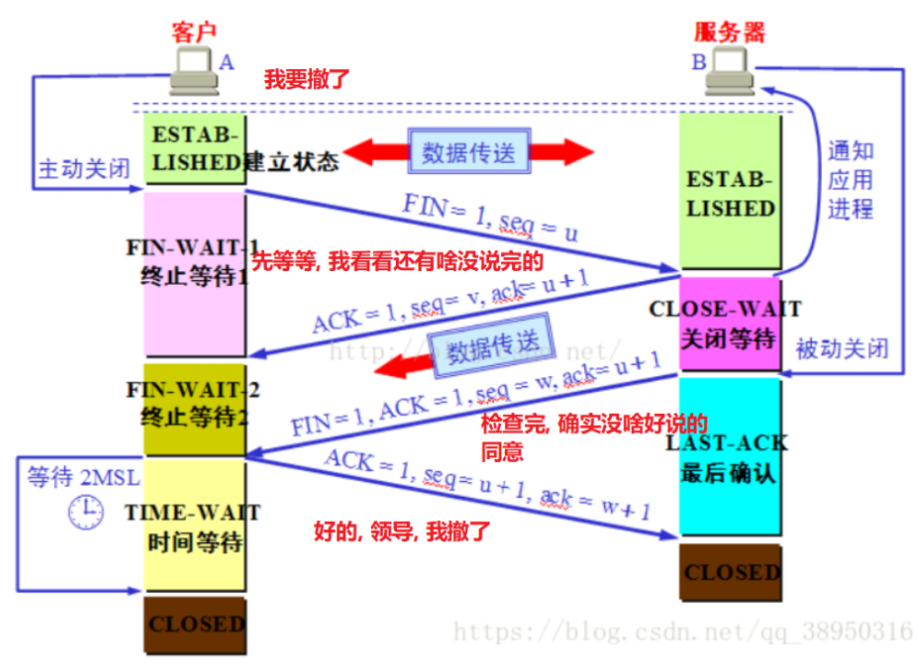 客户
服务器
A
B
我要撤了
ESTAB-
LISHED建立状态
数据传送
主动关闭
ESTAB-
LISHED
通知
应用
进程
FIN = 1, seq = u
FIN-WAIT-1
终止等待1
先等等, 我看看还有啥没说完的
ACK = 1, seq= v, ack= u+1
CLOSE-WAIT
关闭等待
被动关闭
数据传送
FIN-WAIT-2
终止等待2
FIN=1, ACK = 1, seq = w, ack= u+1
检查完, 确实没啥好说的
同意
LAST-ACK
最后确认
等待 2MSL
ACK = 1, seq= u+1, ack = w+1
TIME-WAIT
时间等待
好的, 领导, 我撤了
CLOSED
CLOSED
https://blog.csdn.net/qq_38950316